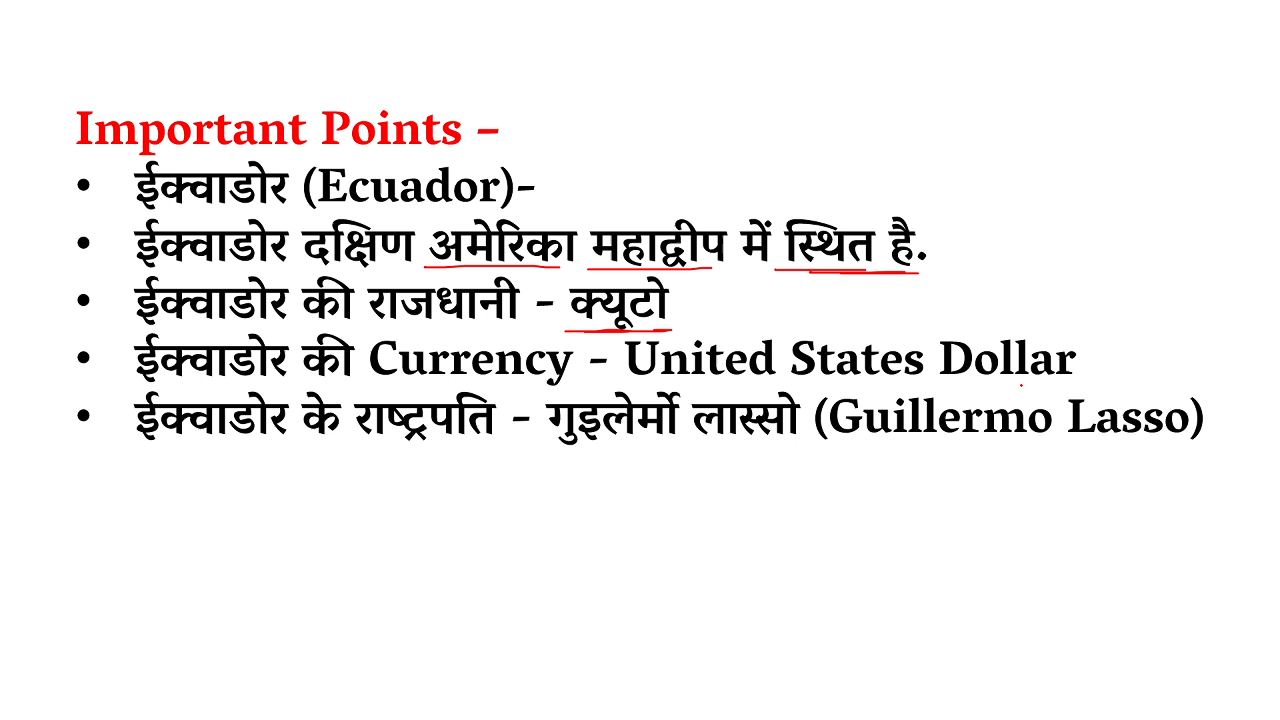 Important Points –
• ईक्वाडोर (Ecuador)-
• ईक्वाडोर दक्षिण अमेरिका महाद्वीप में स्थित है.
• ईक्वाडोर की राजधानी - क्यूटो
• ईक्वाडोर की Currency - United States Dollar
• ईक्वाडोर के राष्ट्रपति - गुइलेर्मो लास्सो (Guillermo Lasso)